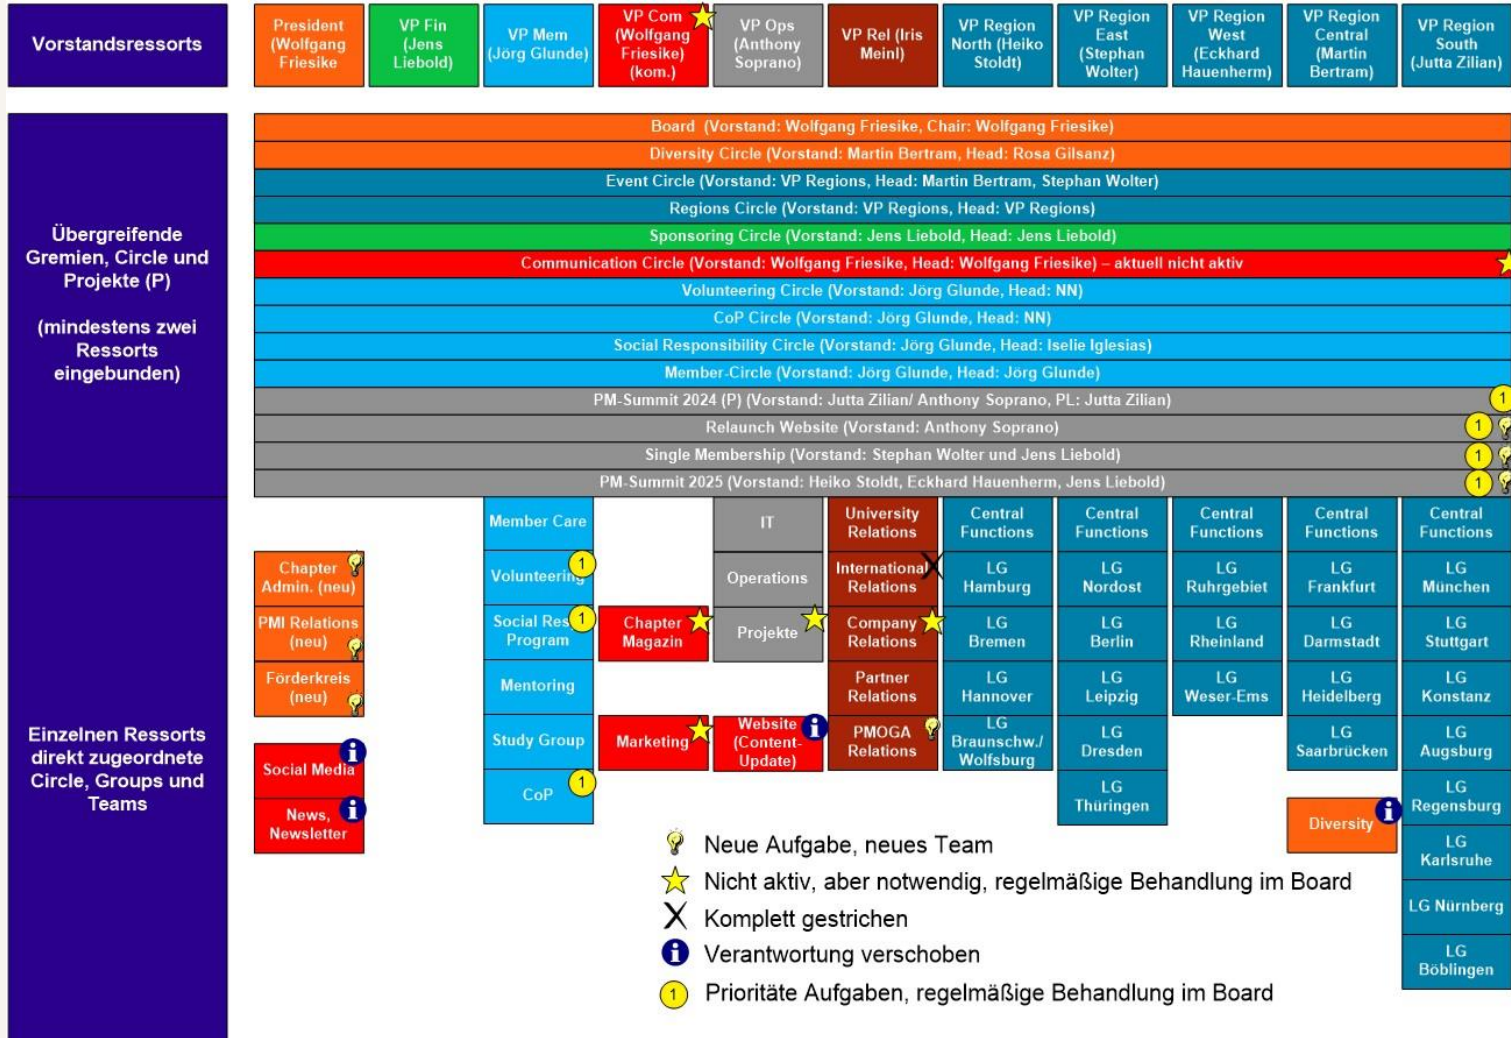 Vorstandsressorts
President
(Wolfgang
Friesike
VP Fin
(Jens
Liebold)
VP Mem
(Jörg Glunde)
VP Com
(Wolfgang
Friesike)
(kom.)
VP Ops
(Anthony
Soprano)
VP Rel (Iris
Meinl)
VP Region
North (Heiko
Stoldt)
VP Region
East
(Stephan
Wolter)
VP Region
West
(Eckhard
Hauenherm)
VP Region
Central
(Martin
Bertram)
VP Region
South
(Jutta Zilian)
Übergreifende
Gremien, Circle und
Projekte (P)
(mindestens zwei
Ressorts
eingebunden)
Board (Vorstand: Wolfgang Friesike, Chair: Wolfgang Friesike)
Diversity Circle (Vorstand: Martin Bertram, Head: Rosa Gilsanz)
Event Circle (Vorstand: VP Regions, Head: Martin Bertram, Stephan Wolter)
Regions Circle (Vorstand: VP Regions, Head: VP Regions)
Sponsoring Circle (Vorstand: Jens Liebold, Head: Jens Liebold)
Communication Circle (Vorstand: Wolfgang Friesike, Head: Wolfgang Friesike) – aktuell nicht aktiv
Volunteering Circle (Vorstand: Jörg Glunde, Head: NN)
CoP Circle (Vorstand: Jörg Glunde, Head: NN)
Social Responsibility Circle (Vorstand: Jörg Glunde, Head: Iselie Iglesias)
Member-Circle (Vorstand: Jörg Glunde, Head: Jörg Glunde)
PM-Summit 2024 (P) (Vorstand: Jutta Zilian/ Anthony Soprano, PL: Jutta Zilian)
1
Relaunch Website (Vorstand: Anthony Soprano)
1
Single Membership (Vorstand: Stephan Wolter und Jens Liebold)
1
PM-Summit 2025 (Vorstand: Heiko Stoldt, Eckhard Hauenherm, Jens Liebold)
1
Einzelnen Ressorts
direkt zugeordnete
Circle, Groups und
Teams
Chapter
Admin. (neu)
PMI Relations
(neu)
Förderkreis
(neu)
Social Media
i
News,
Newsletter
i
Member Care
Volunteering
1
Social Res
Program
1
Mentoring
Study Group
CoP
1
Chapter
Magazin
Marketing
IT
Operations
Projekte
Website
(Content-
Update)
i
University
Relations
International
Relations
Company
Relations
Partner
Relations
PMOGA
Relations
Central
Functions
LG
Hamburg
LG
Bremen
LG
Hannover
LG
Braunschw./
Wolfsburg
Central
Functions
LG
Nordost
LG
Berlin
LG
Leipzig
LG
Dresden
LG
Thüringen
Central
Functions
LG
Ruhrgebiet
LG
Rheinland
LG
Weser-Ems
Central
Functions
LG
Frankfurt
LG
Darmstadt
LG
Heidelberg
LG
Saarbrücken
Diversity
i
Central
Functions
LG
München
LG
Stuttgart
LG
Konstanz
LG
Augsburg
LG
Regensburg
LG
Karlsruhe
LG Nürnberg
LG
Böblingen
Neue Aufgabe, neues Team
Nicht aktiv, aber notwendig, regelmäßige Behandlung im Board
X Komplett gestrichen
i Verantwortung verschoben
1 Prioritäte Aufgaben, regelmäßige Behandlung im Board